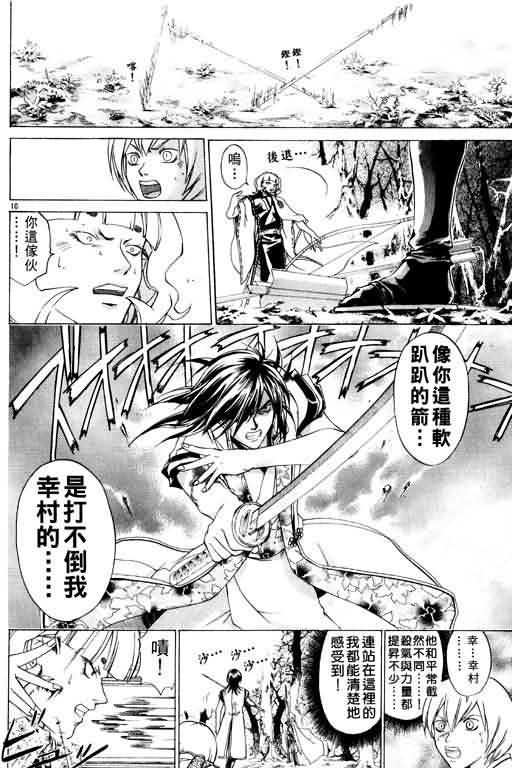 鏗！
鏗！
嗒！
後退…
嗚…
10
你這傢伙
……！
像你這種軟
趴趴的箭…
是打不倒我
幸村的……
幸…
…幸村
他和平常截
然不同……！
殺氣與力量都
提昇不少……
連站在這裡的
我都能清楚地
感受到！
沙…
沙…
嘖！